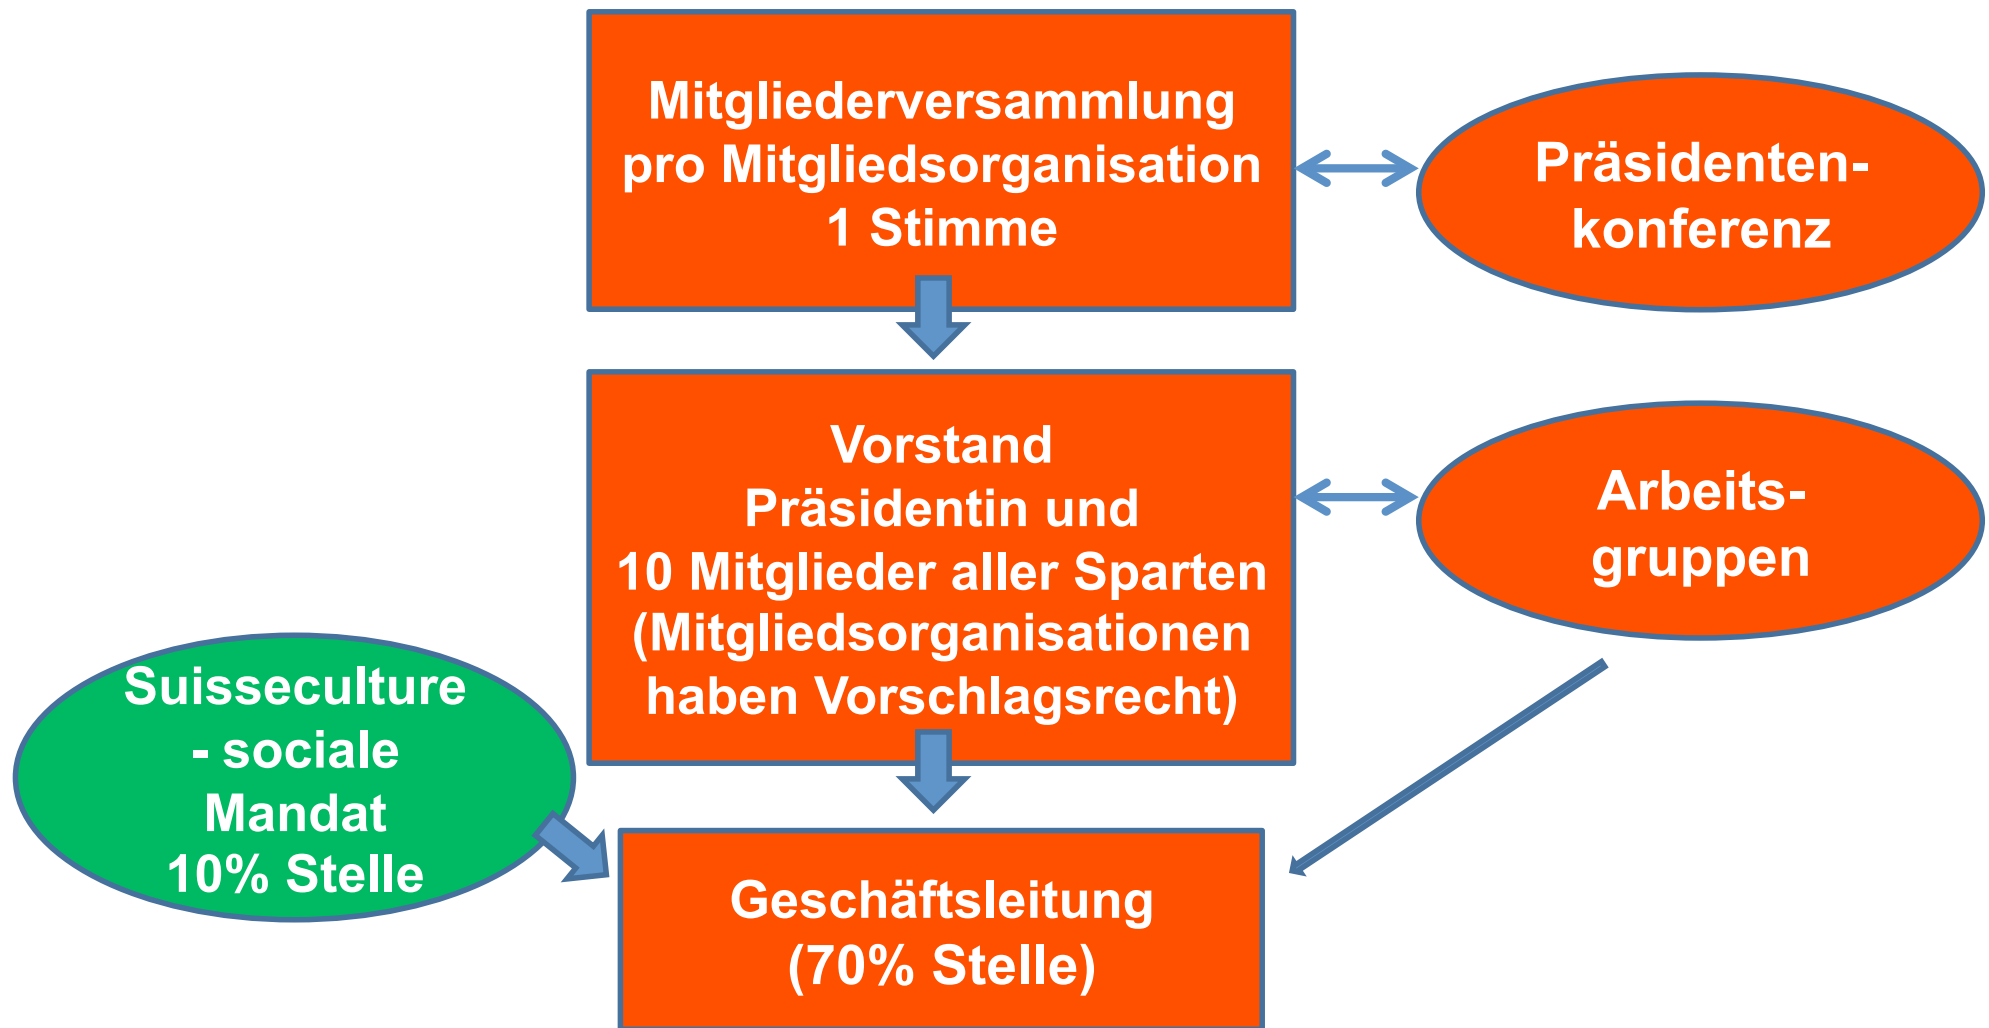 Mitgliederversammlung
pro Mitgliedsorganisation
1 Stimme
Präsidenten-
konferenz
Vorstand
Präsidentin und
10 Mitglieder aller Sparten
(Mitgliedsorganisationen
haben Vorschlagsrecht)
Arbeits-
gruppen
Suisseculture
- sociale
Mandat
10% Stelle
Geschäftsleitung
(70% Stelle)